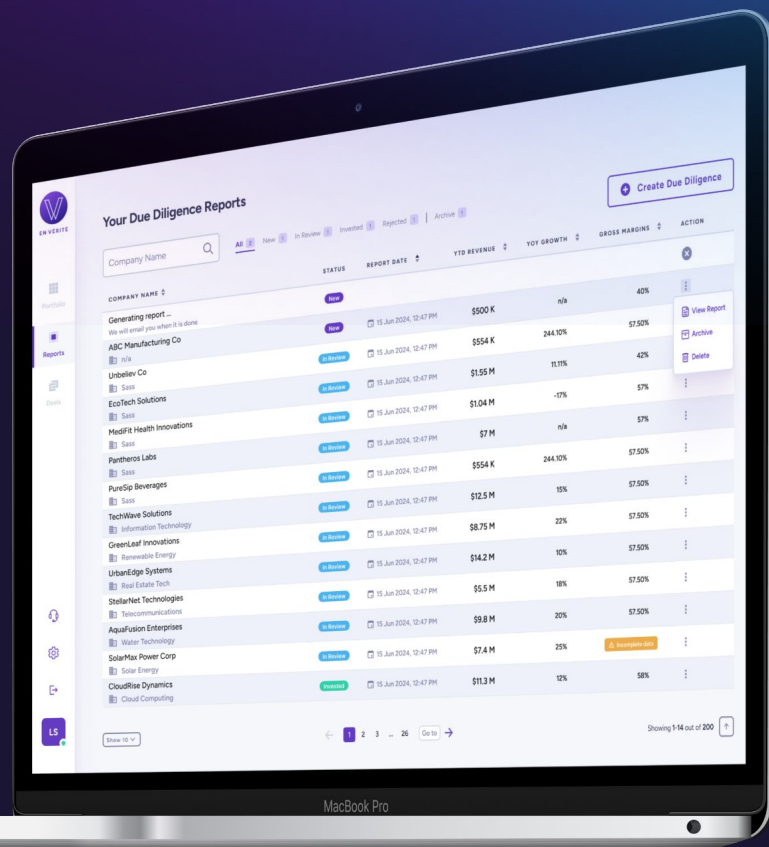 EN VÉRITÉ
Portfolio
Reports
Deals
LS
Your Due Diligence Reports
Create Due Diligence
Company Name
All 2 New 1 In Review Invested 1 Rejected 1 | Archive 1
COMPANY NAME STATUS REPORT DATE YTD REVENUE YOY GROWTH GROSS MARGINS ACTION
Generating report ... New
We will email you when it is done
ABC Manufacturing Co New 15 Jun 2024, 12:47 PM $500 K n/a 40%
n/a
Unbeliev Co In Review 15 Jun 2024, 12:47 PM $554 K 244.10% 57.50%
Sass
EcoTech Solutions In Review 15 Jun 2024, 12:47 PM $1.55 M 11.11% 42%
Sass
MediFit Health Innovations In Review 15 Jun 2024, 12:47 PM $1.04 M -17% 57%
Sass
Pantheros Labs In Review 15 Jun 2024, 12:47 PM $7 M n/a 57%
Sass
PureSip Beverages In Review 15 Jun 2024, 12:47 PM $554 K 244.10% 57.50%
Sass
TechWave Solutions In Review 15 Jun 2024, 12:47 PM $12.5 M 15% 57.50%
Information Technology
GreenLeaf Innovations In Review 15 Jun 2024, 12:47 PM $8.75 M 22% 57.50%
Renewable Energy
UrbanEdge Systems In Review 15 Jun 2024, 12:47 PM $14.2 M 10% 57.50%
Real Estate Tech
StellarNet Technologies In Review 15 Jun 2024, 12:47 PM $5.5 M 18% 57.50%
Telecommunications
AquaFusion Enterprises In Review 15 Jun 2024, 12:47 PM $9.8 M 20% 57.50%
Water Technology
SolarMax Power Corp In Review 15 Jun 2024, 12:47 PM $7.4 M 25% Incomplete data
Solar Energy
CloudRise Dynamics Invested 15 Jun 2024, 12:47 PM $11.3 M 12% 58%
Cloud Computing
View Report
Archive
Delete
Show 10
1 2 3 ... 26 Go to
Showing 1-14 out of 200
MacBook Pro